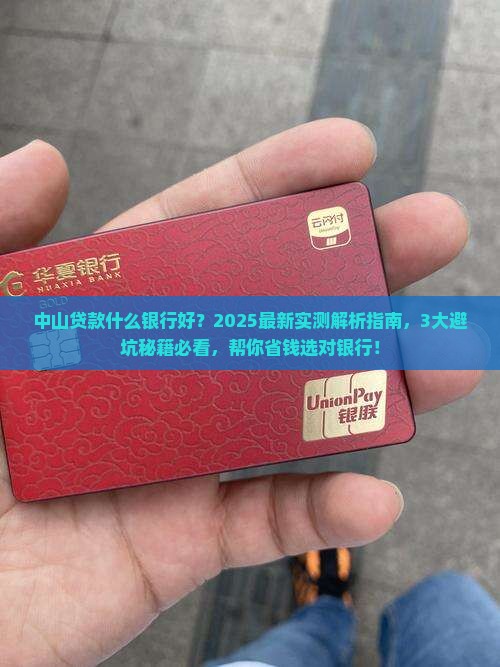 云闪付
UnionPay
华夏银行
HUAXIA BANK
GOLD
中山贷款什么银行好？2025最新实测解析指南，3大避
坑秘籍必看，帮你省钱选对银行！
UnionPay
银联